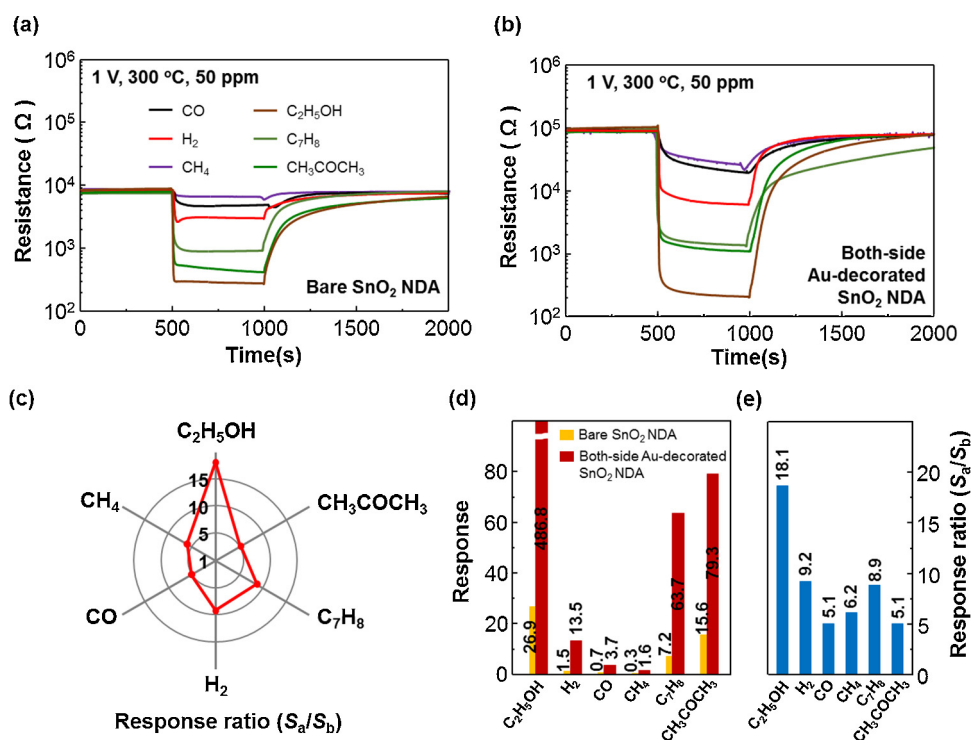 (a)
10⁶
10⁵
10⁴
10³
10²
Resistance ( Ω )
1 V, 300 °C, 50 ppm
CO
H₂
CH₄
C₂H₅OH
C₇H₈
CH₃COCH₃
Bare SnO₂ NDA
0 500 1000 1500 2000
Time(s)
(b)
10⁶
10⁵
10⁴
10³
10²
Resistance ( Ω )
1 V, 300 °C, 50 ppm
Both-side
Au-decorated
SnO₂ NDA
0 500 1000 1500 2000
Time(s)
(c)
C₂H₅OH
CH₃COCH₃
C₇H₈
H₂
CO
CH₄
15
10
5
1
Response ratio (Sₐ/S_b)
(d)
Response
80
60
40
20
0
Bare SnO₂ NDA
Both-side Au-decorated
SnO₂ NDA
26.9
486.8
1.5
13.5
0.7
3.7
0.3
1.6
7.2
63.7
15.6
79.3
C₂H₅OH
H₂
CO
CH₄
C₇H₈
CH₃COCH₃
(e)
18.1
9.2
5.1
6.2
8.9
5.1
C₂H₅OH
H₂
CO
CH₄
C₇H₈
CH₃COCH₃
20
15
10
5
0
Response ratio (Sₐ/S_b)